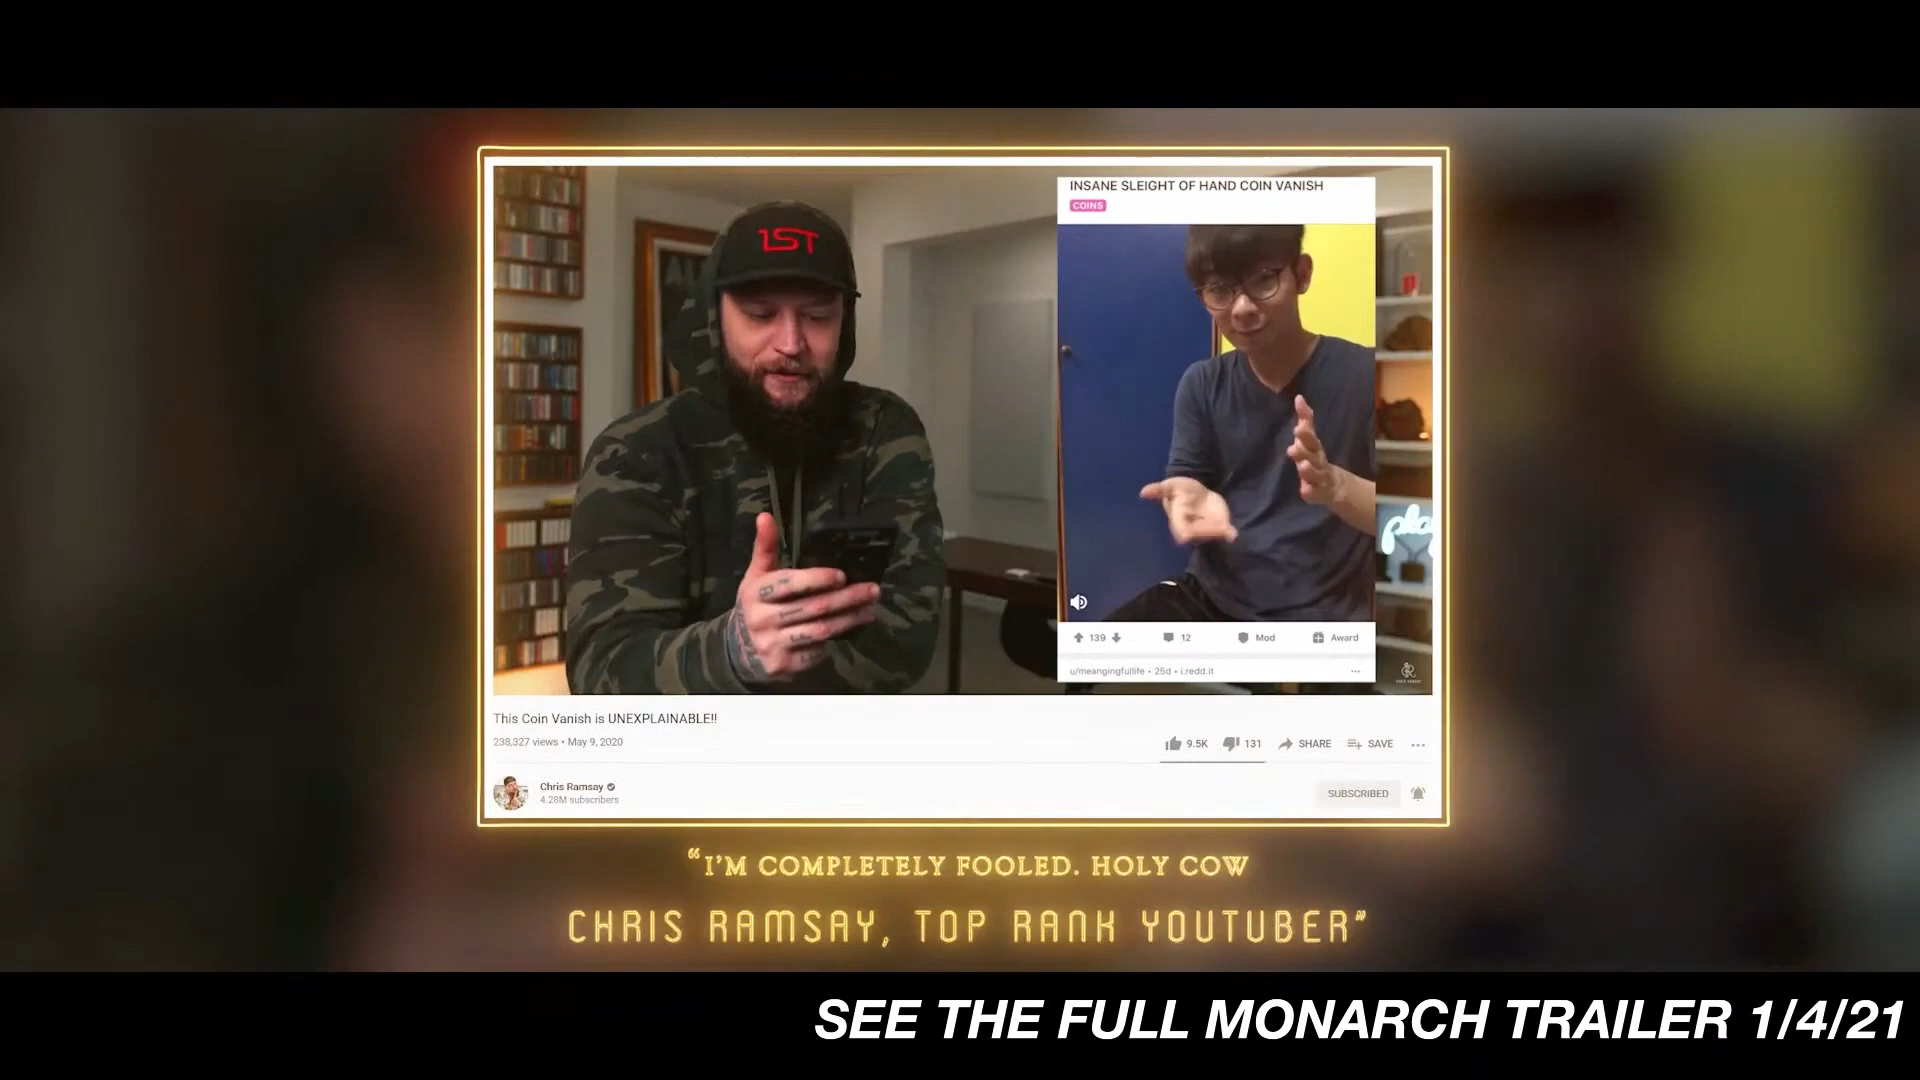 1ST
INSANE SLEIGHT OF HAND COIN VANISH
COINS
play
139
12
Mod
Award
u/meangingfullife • 25d • i.redd.it
This Coin Vanish is UNEXPLAINABLE!!
238,327 views • May 9, 2020
9.5K
131
SHARE
SAVE
Chris Ramsay
4.28M subscribers
SUBSCRIBED
“I’M COMPLETELY FOOLED. HOLY COW
CHRIS RAMSAY, TOP RANK YOUTUBER”
SEE THE FULL MONARCH TRAILER 1/4/21